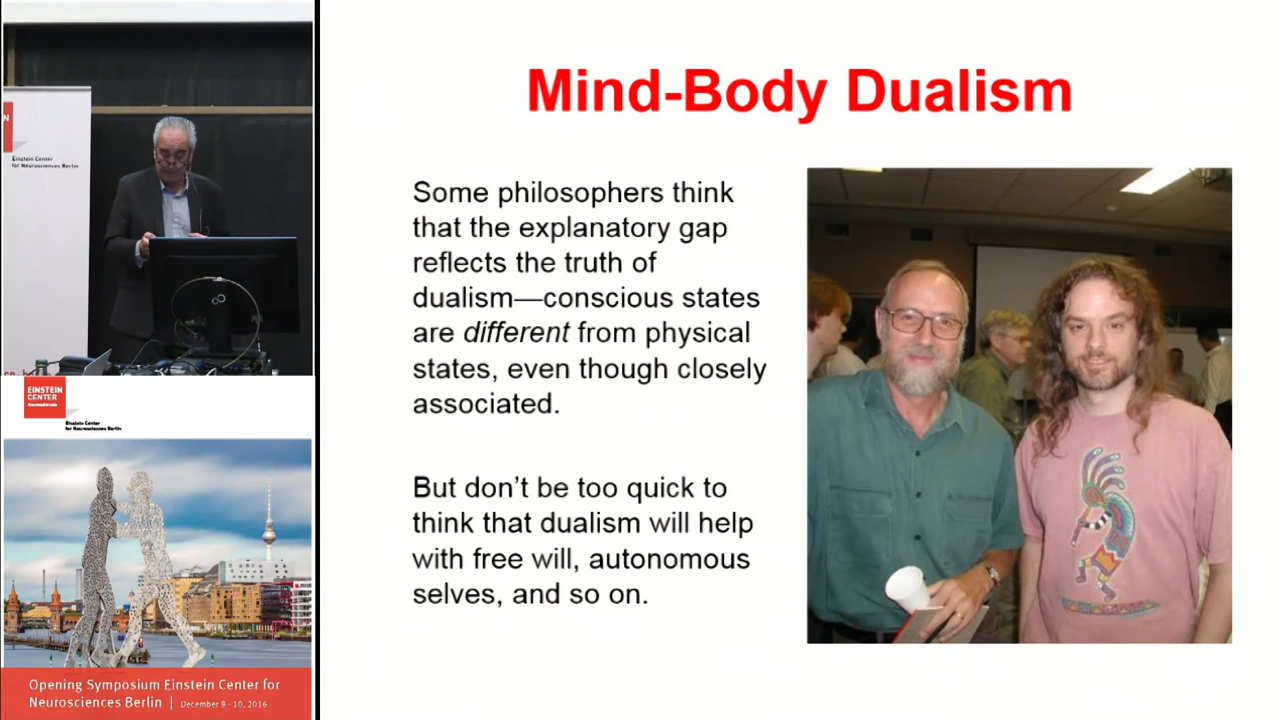 N
Einstein Center
for Neurosciences Berlin
EINSTEIN
CENTER
Neurosciences
Einstein Center
for Neurosciences Berlin
Opening Symposium Einstein Center for
Neurosciences Berlin | December 8 - 10, 2016
Mind-Body Dualism
Some philosophers think
that the explanatory gap
reflects the truth of
dualism—conscious states
are different from physical
states, even though closely
associated.
But don't be too quick to
think that dualism will help
with free will, autonomous
selves, and so on.